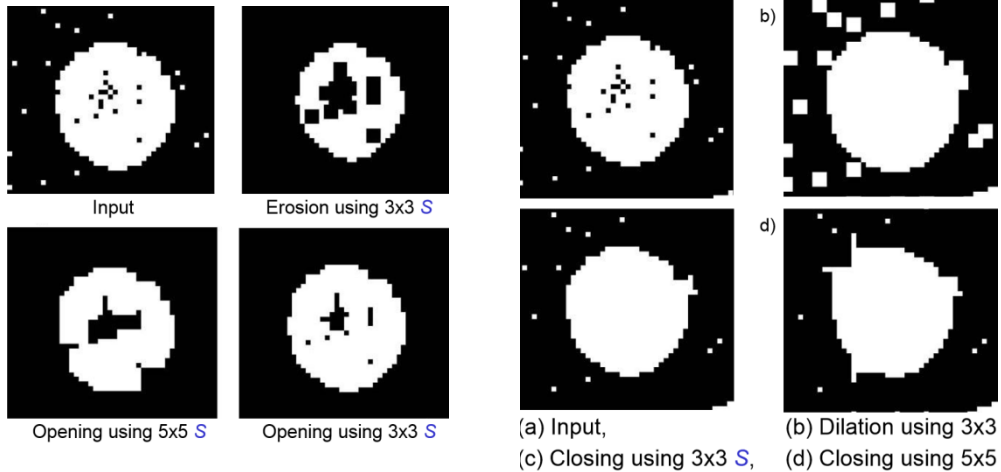 Input
Erosion using 3x3 S
Opening using 5x5 S
Opening using 3x3 S
b)
d)
(a) Input,
(b) Dilation using 3x3
(c) Closing using 3x3 S,
(d) Closing using 5x5